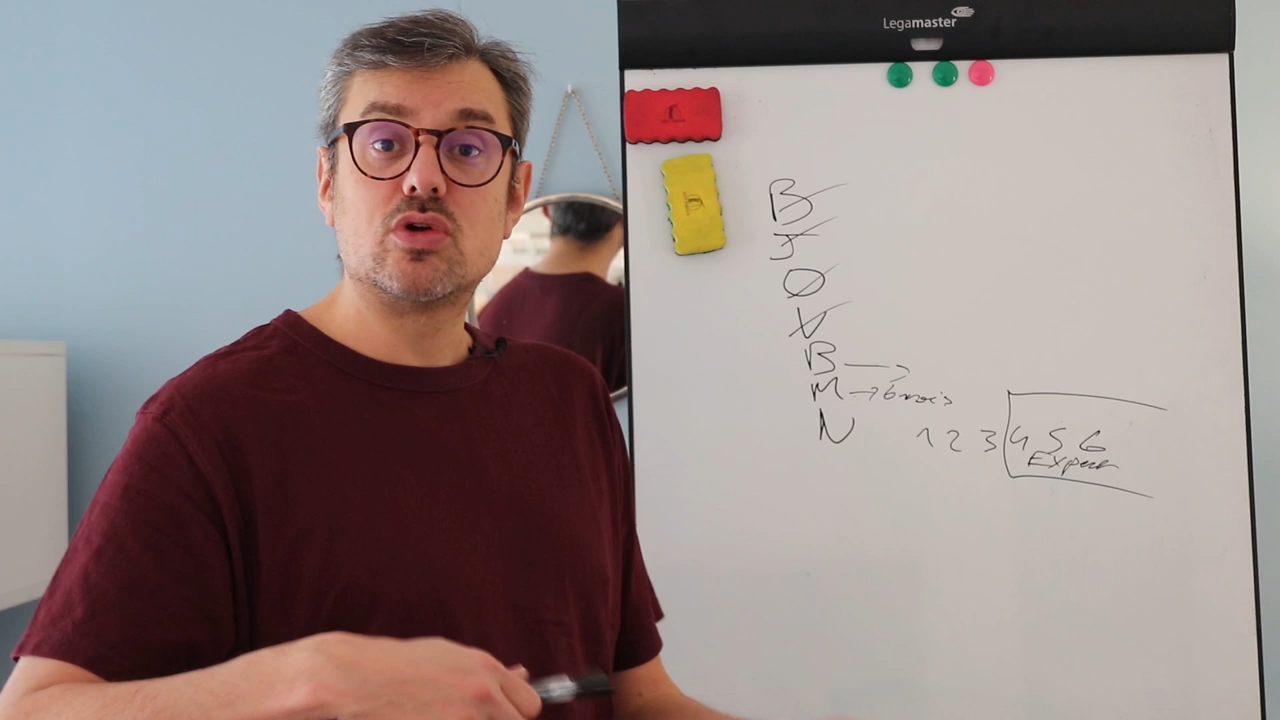 Legamaster
B
J
O
V
B →
M → 6 mois
N 1 2 3 4 5 6
Expert